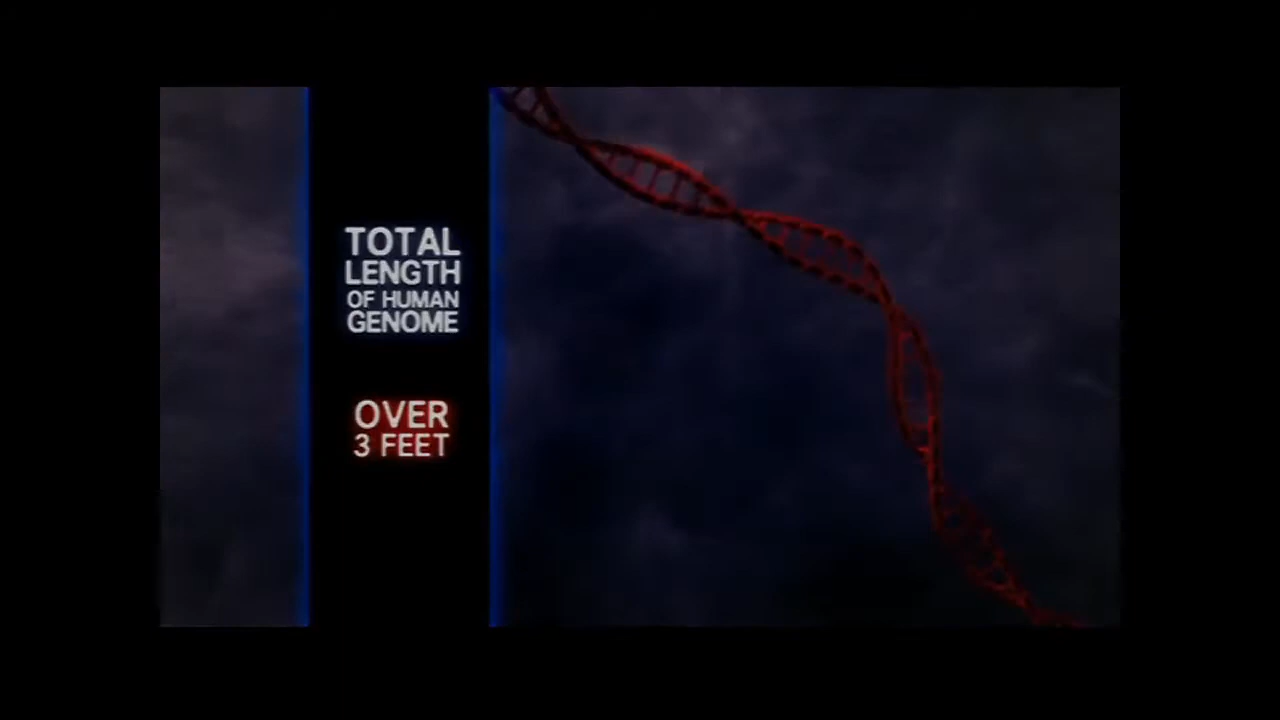 TOTAL
LENGTH
OF HUMAN
GENOME
OVER
3 FEET